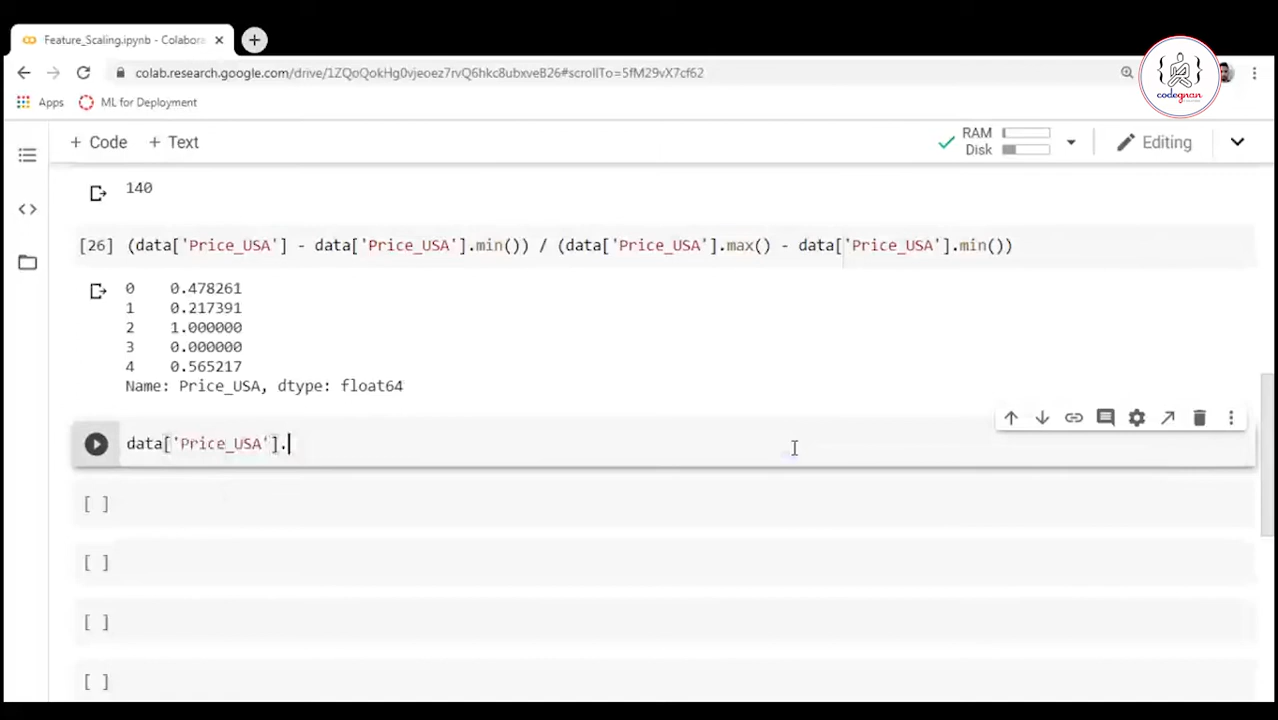 Feature_Scaling.ipynb - Colabora
colab.research.google.com/drive/1ZQoQokHg0vjeoez7rvQ6hkc8ubxveB26#scrollTo=5fM29vX7cf62
Apps ML for Deployment
codegnan
+ Code + Text
RAM
Disk
Editing
140
[26] (data['Price_USA'] - data['Price_USA'].min()) / (data['Price_USA'].max() - data['Price_USA'].min())
0 0.478261
1 0.217391
2 1.000000
3 0.000000
4 0.565217
Name: Price_USA, dtype: float64
data['Price_USA'].
[ ]
[ ]
[ ]
[ ]